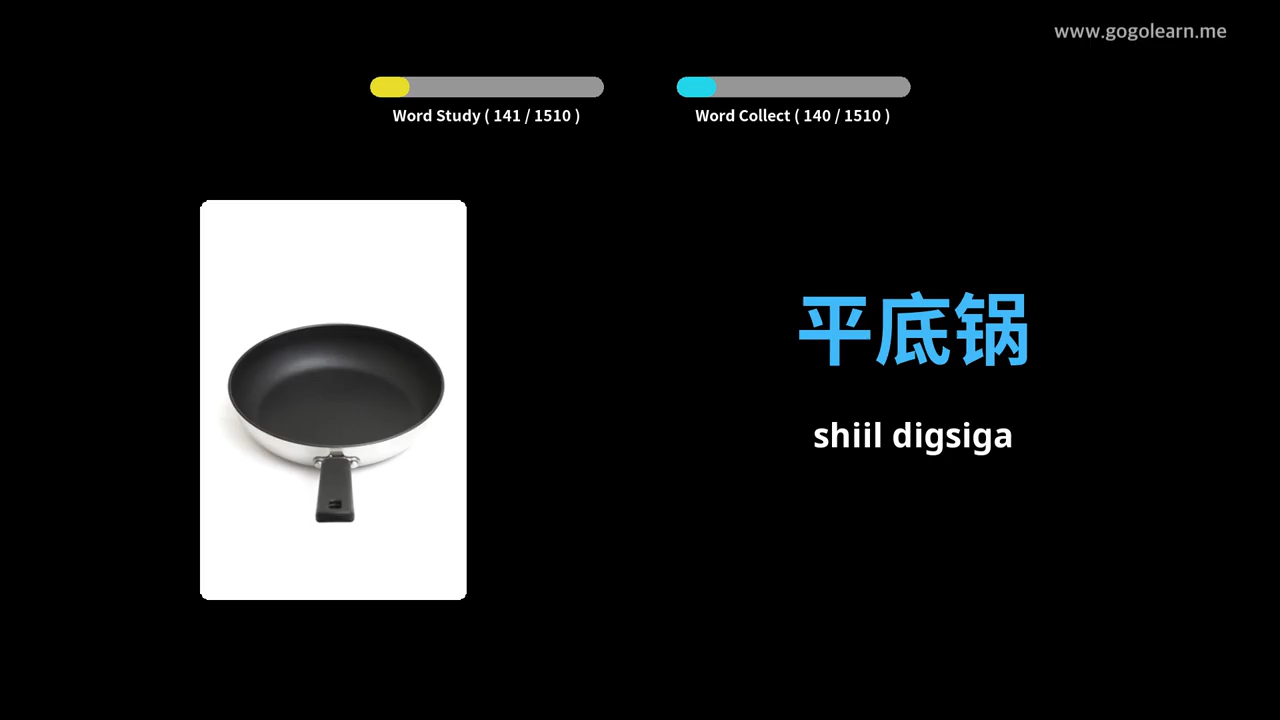 www.gogolearn.me
Word Study ( 141 / 1510 )
Word Collect ( 140 / 1510 )
平底锅
shiil digsiga